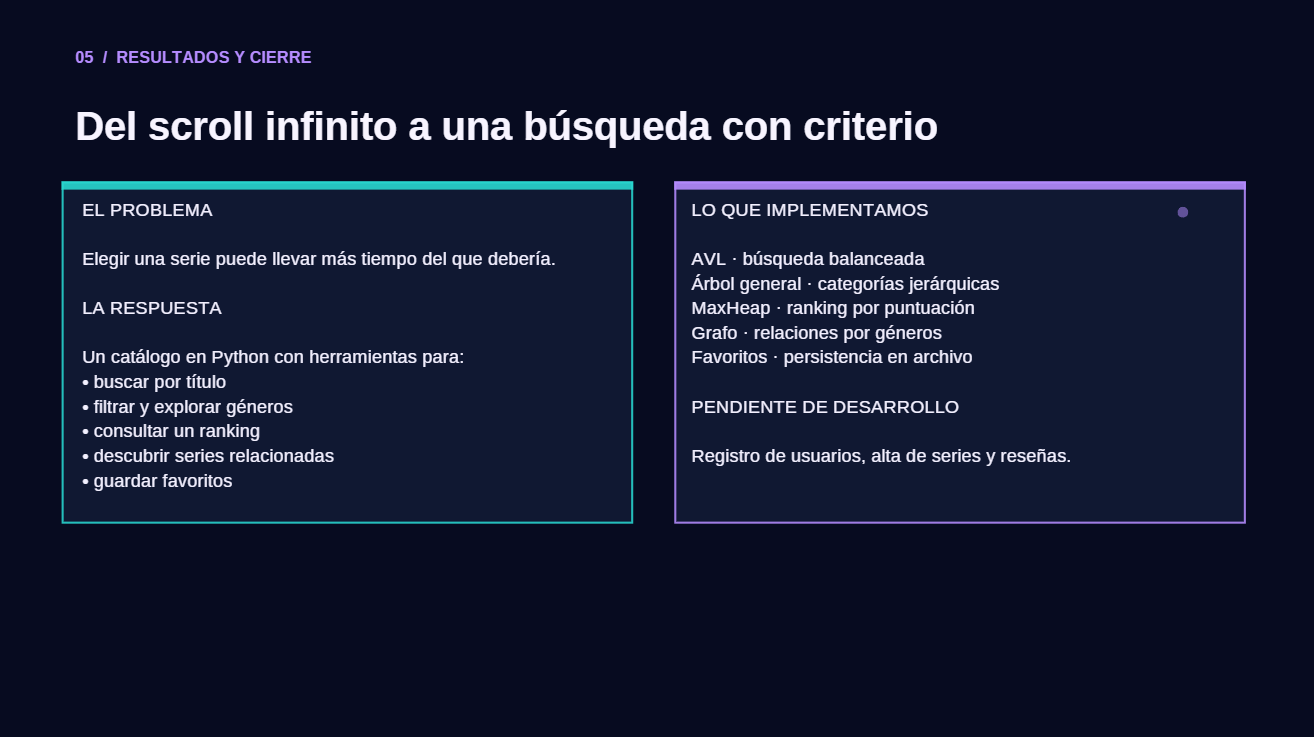 05 / RESULTADOS Y CIERRE
Del scroll infinito a una búsqueda con criterio
EL PROBLEMA
Elegir una serie puede llevar más tiempo del que debería.
LA RESPUESTA
Un catálogo en Python con herramientas para:
• buscar por título
• filtrar y explorar géneros
• consultar un ranking
• descubrir series relacionadas
• guardar favoritos
LO QUE IMPLEMENTAMOS
AVL · búsqueda balanceada
Árbol general · categorías jerárquicas
MaxHeap · ranking por puntuación
Grafo · relaciones por géneros
Favoritos · persistencia en archivo
PENDIENTE DE DESARROLLO
Registro de usuarios, alta de series y reseñas.